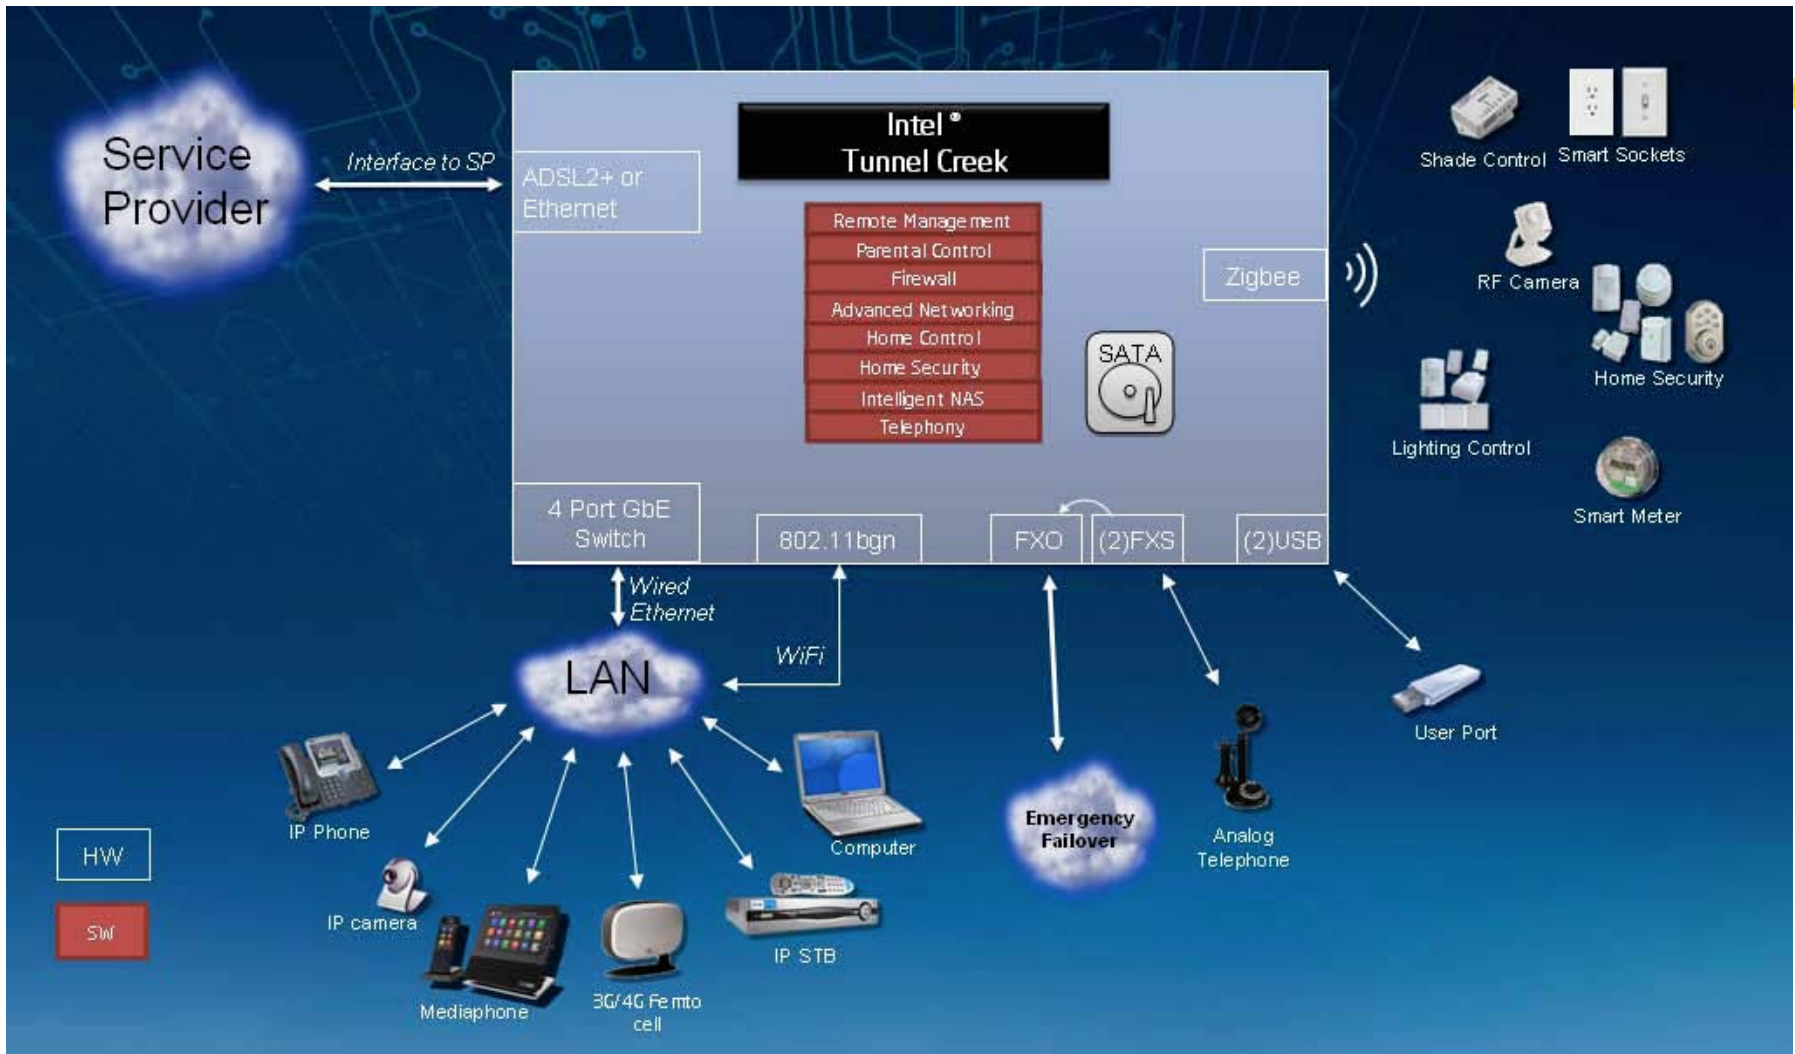 Service
Provider
Interface to SP
ADSL2+ or
Ethernet
Intel ®
Tunnel Creek
Remote Management
Parental Control
Firewall
Advanced Networking
Home Control
Home Security
Intelligent NAS
Telephony
SATA
Zigbee
Shade Control
Smart Sockets
RF Camera
Home Security
Lighting Control
Smart Meter
4 Port GbE
Switch
802.11bgn
FXO
(2)FXS
(2)USB
Wired
Ethernet
WiFi
LAN
IP Phone
IP camera
Mediaphone
3G/4G Femto
cell
IP STB
Computer
Emergency
Failover
Analog
Telephone
User Port
HW
SW